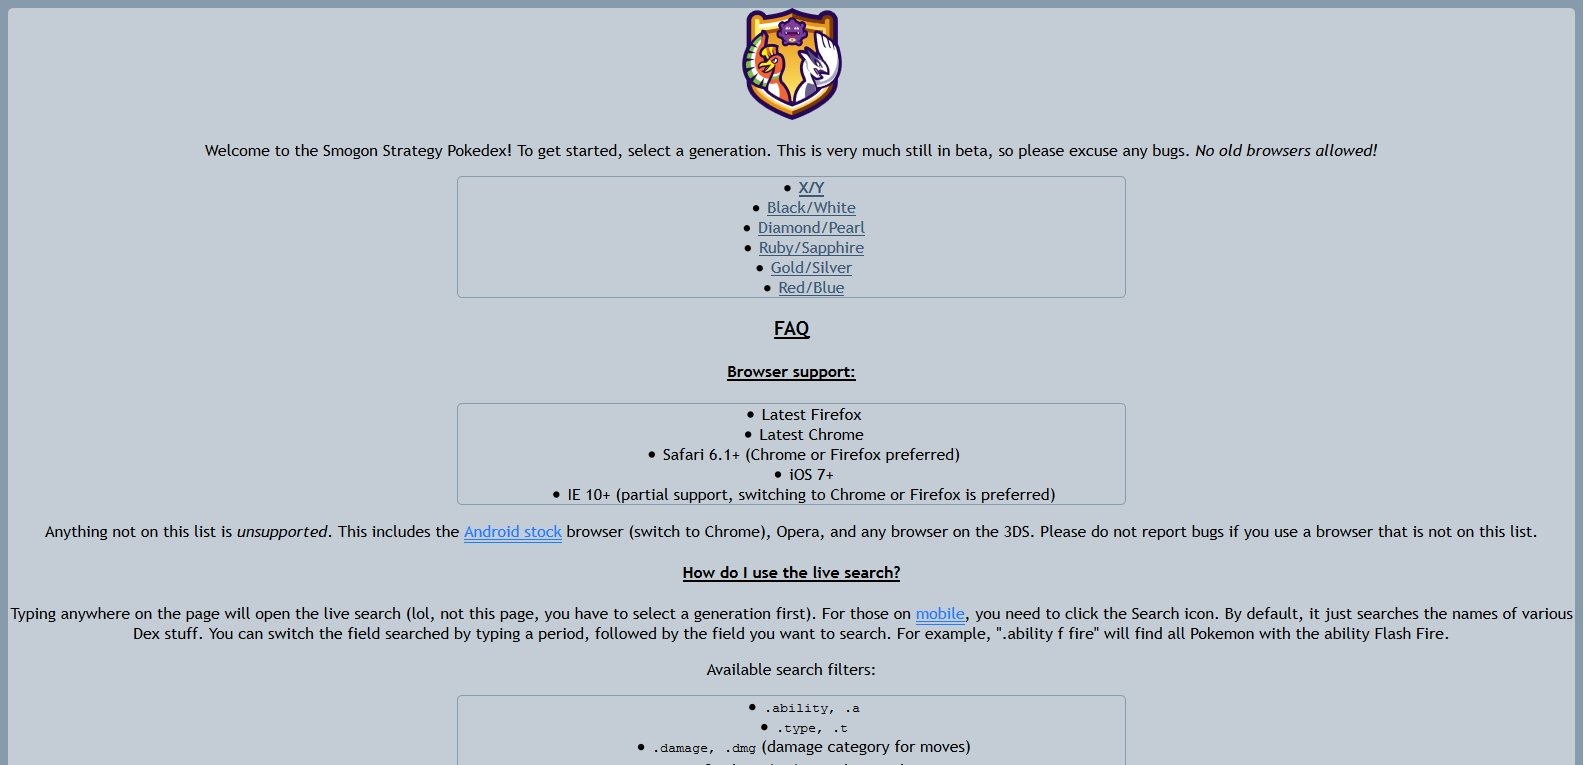 Welcome to the Smogon Strategy Pokedex! To get started, select a generation. This is very much still in beta, so please excuse any bugs. No old browsers allowed!
• X/Y
• Black/White
• Diamond/Pearl
• Ruby/Sapphire
• Gold/Silver
• Red/Blue
FAQ
Browser support:
• Latest Firefox
• Latest Chrome
• Safari 6.1+ (Chrome or Firefox preferred)
• iOS 7+
• IE 10+ (partial support, switching to Chrome or Firefox is preferred)
Anything not on this list is unsupported. This includes the Android stock browser (switch to Chrome), Opera, and any browser on the 3DS. Please do not report bugs if you use a browser that is not on this list.
How do I use the live search?
Typing anywhere on the page will open the live search (lol, not this page, you have to select a generation first). For those on mobile, you need to click the Search icon. By default, it just searches the names of various
Dex stuff. You can switch the field searched by typing a period, followed by the field you want to search. For example, ".ability f fire" will find all Pokemon with the ability Flash Fire.
Available search filters:
• .ability, .a
• .type, .t
• .damage, .dmg (damage category for moves)